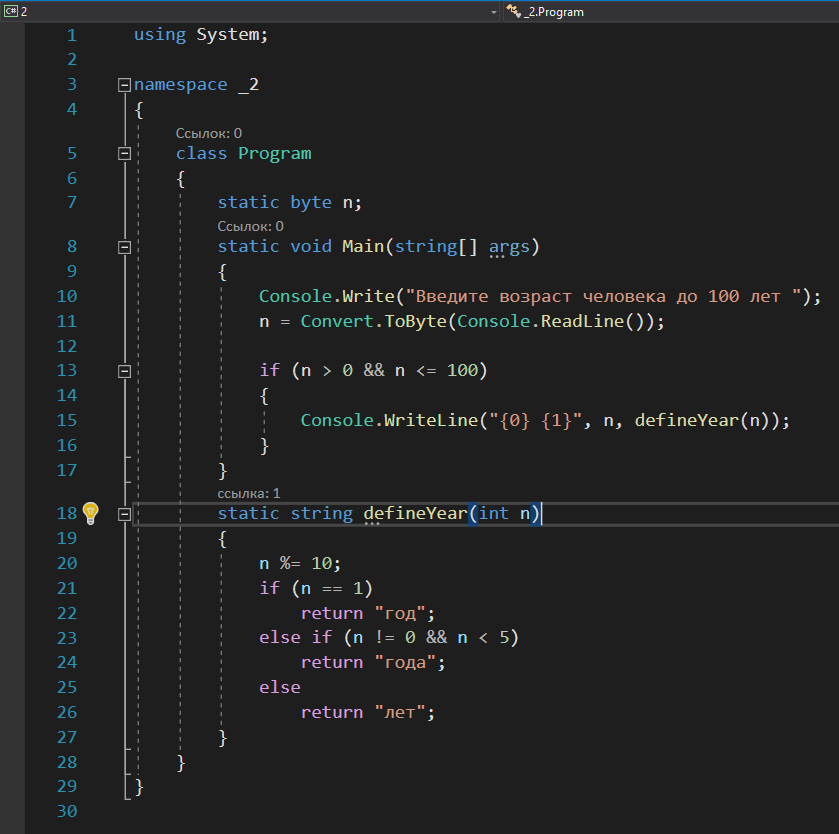 C# 2 _2.Program
1 using System;
2
3 namespace _2
4 {
Ссылок: 0
5 class Program
6 {
7 static byte n;
Ссылок: 0
8 static void Main(string[] args)
9 {
10 Console.Write("Введите возраст человека до 100 лет ");
11 n = Convert.ToByte(Console.ReadLine());
12
13 if (n > 0 && n <= 100)
14 {
15 Console.WriteLine("{0} {1}", n, defineYear(n));
16 }
17 }
ссылка: 1
18 static string defineYear(int n)
19 {
20 n %= 10;
21 if (n == 1)
22 return "год";
23 else if (n != 0 && n < 5)
24 return "года";
25 else
26 return "лет";
27 }
28 }
29 }
30